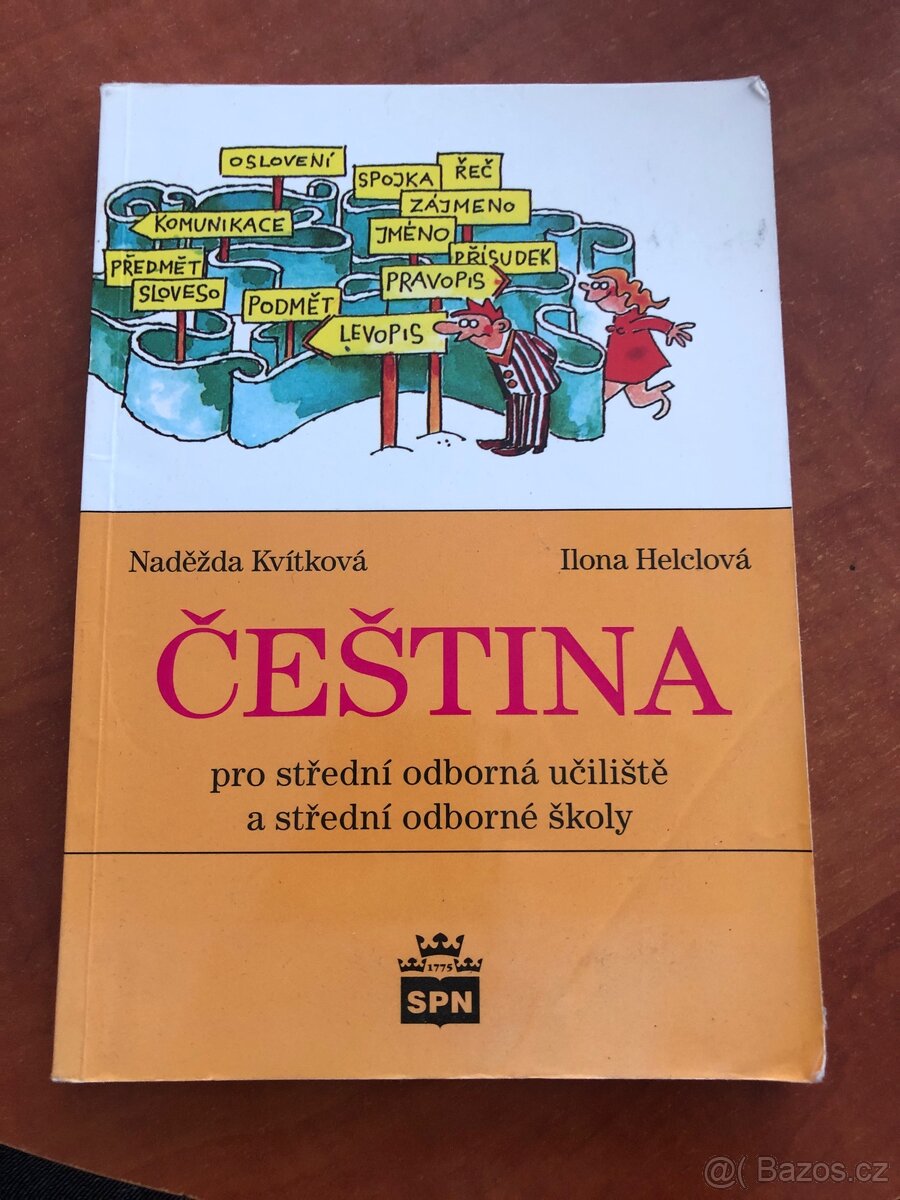 OSLOVENÍ
SPOJKA
ŘEČ
ZÁJMENO
KOMUNIKACE
JMÉNO
PŘÍSUDEK
PŘEDMĚT
PRAVOPIS
SLOVESO
PODMĚT
LEVOPIS
Naděžda Kvítková
Ilona Helclová
ČEŠTINA
pro střední odborná učiliště
a střední odborné školy
1775
SPN
@( Bazos.cz